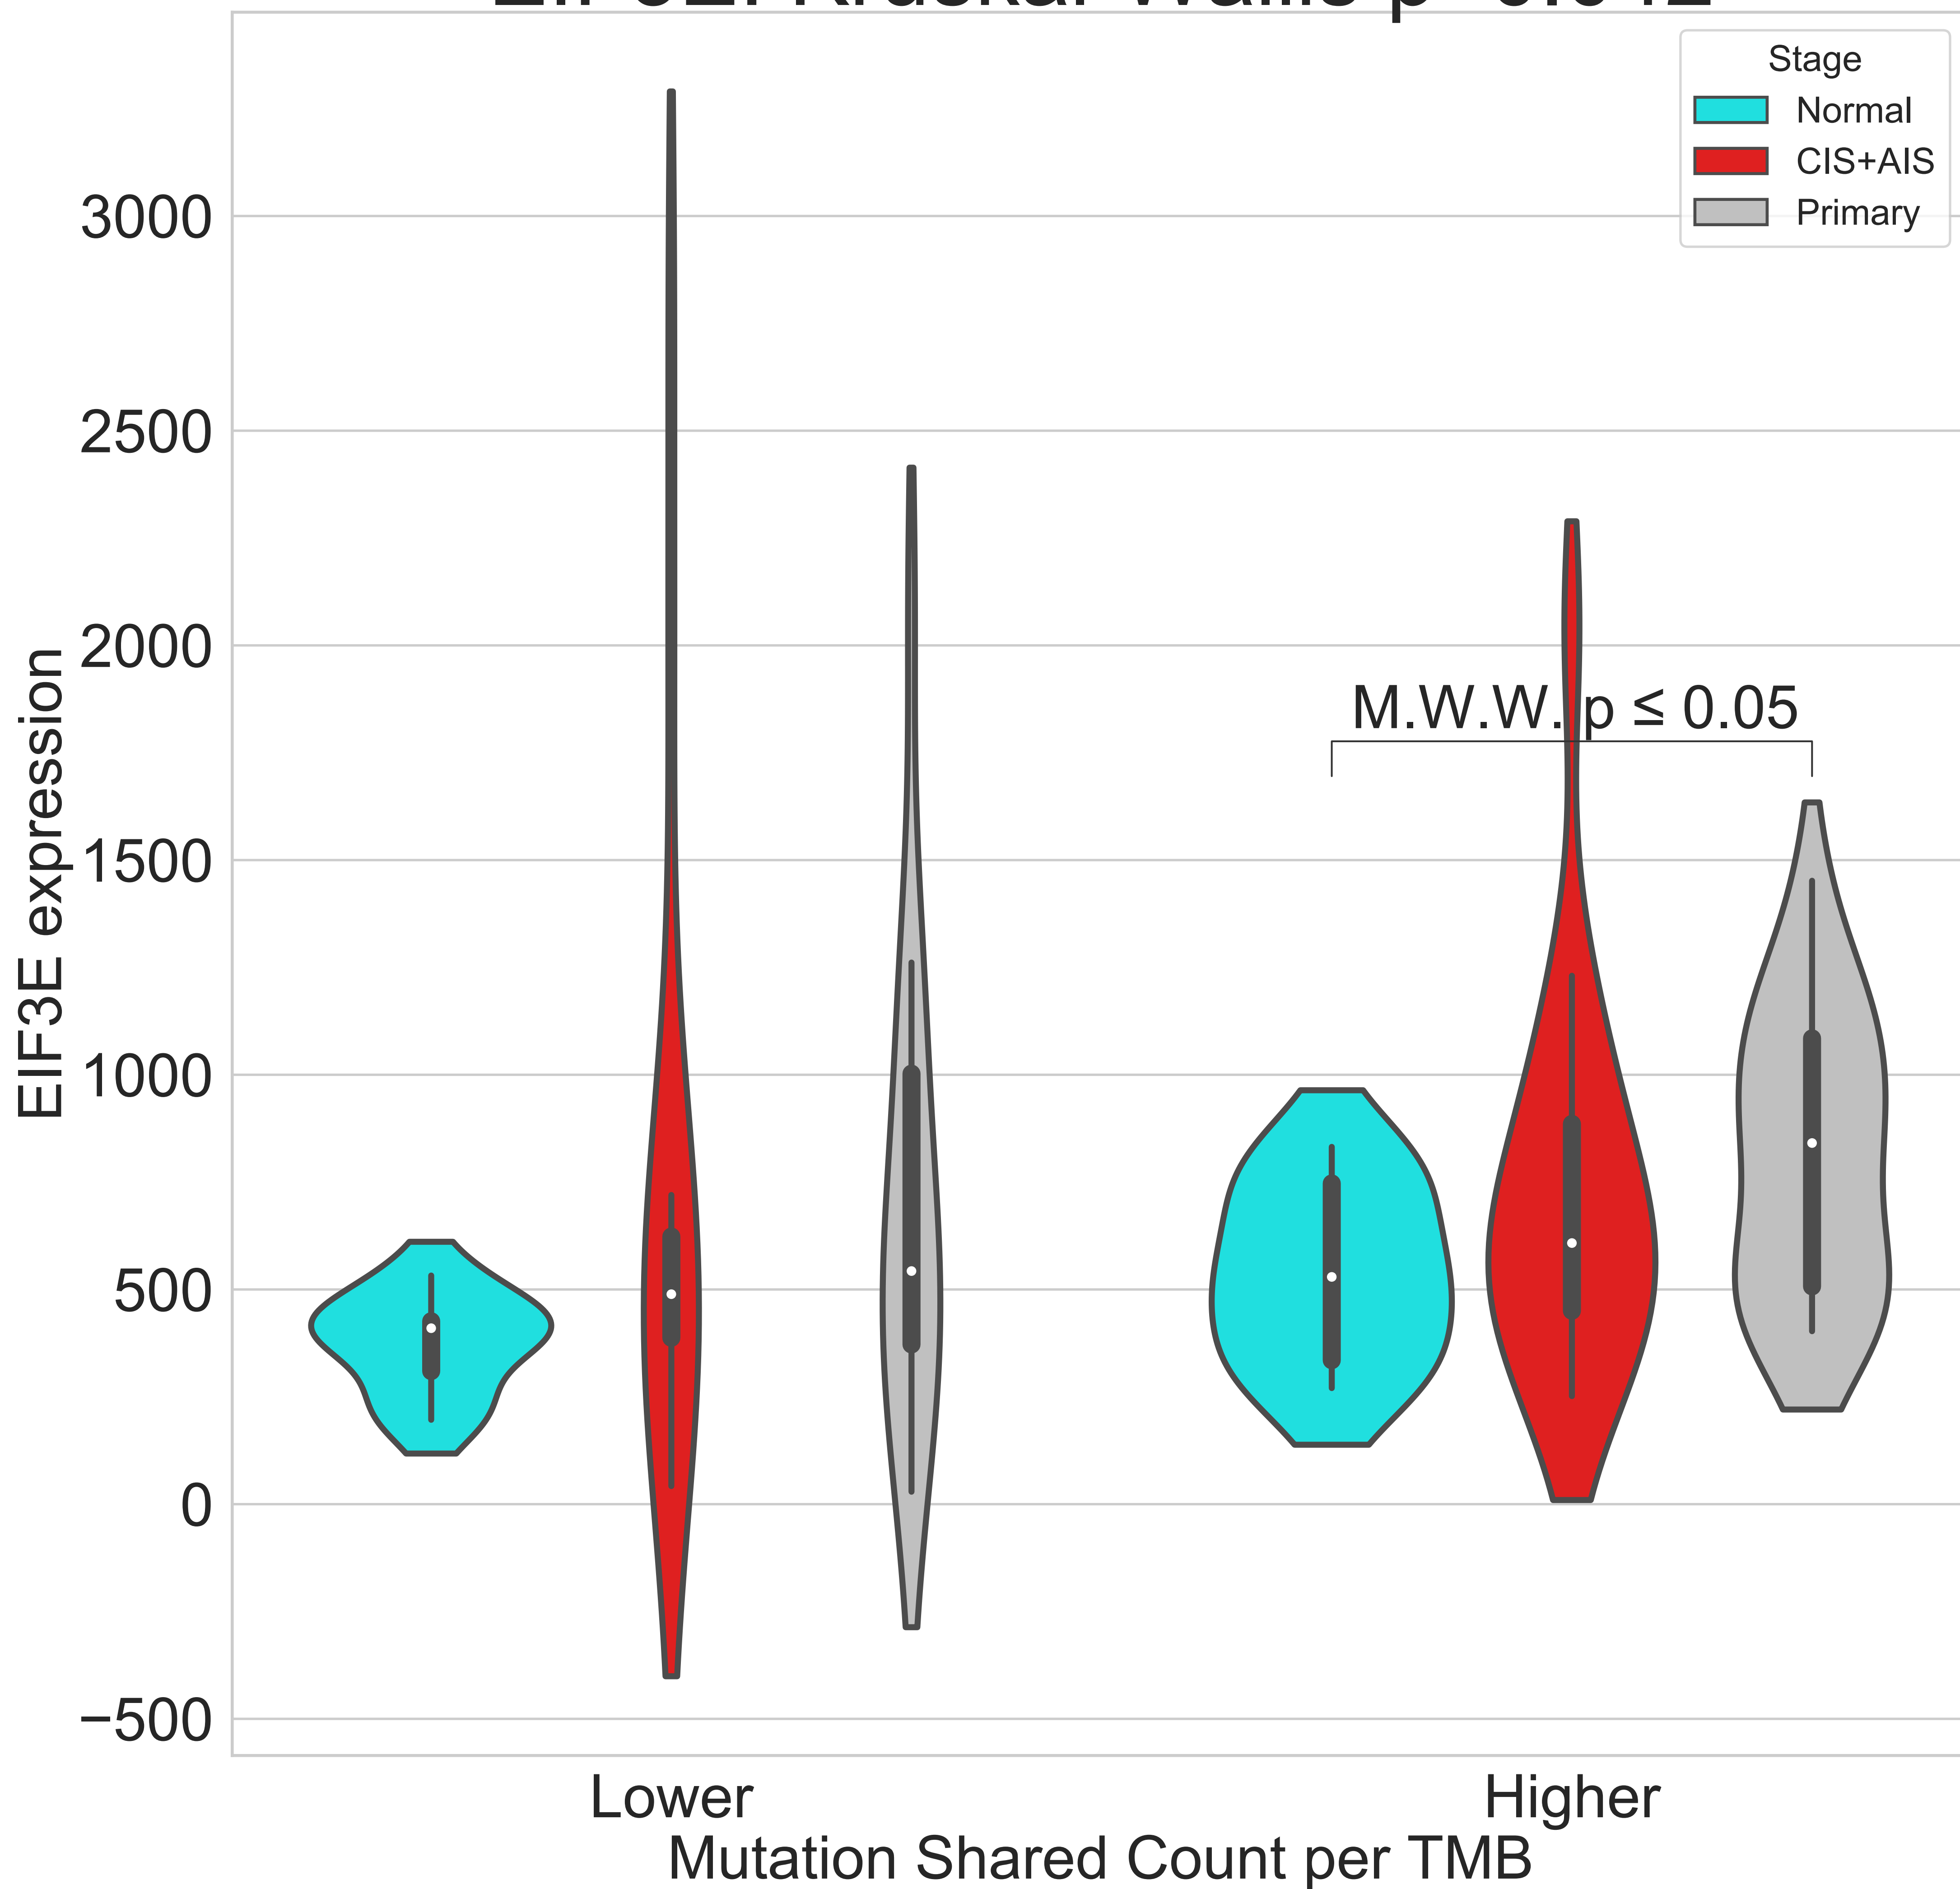 Stage
Normal
CIS+AIS
Primary
3000
2500
2000
1500
1000
500
0
−500
EIF3E expression
M.W.W. p ≤ 0.05
Lower
Higher
Mutation Shared Count per TMB